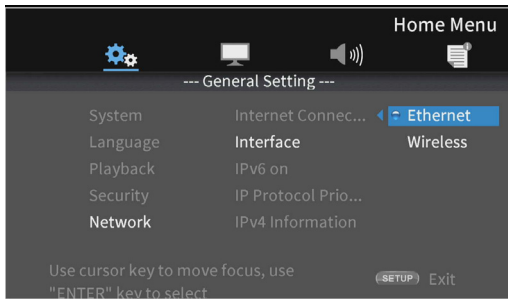 Home Menu
--- General Setting ---
System Internet Connec... Ethernet
Language Interface Wireless
Playback IPv6 on
Security IP Protocol Prio...
Network IPv4 Information
Use cursor key to move focus, use
"ENTER" key to select
SETUP Exit